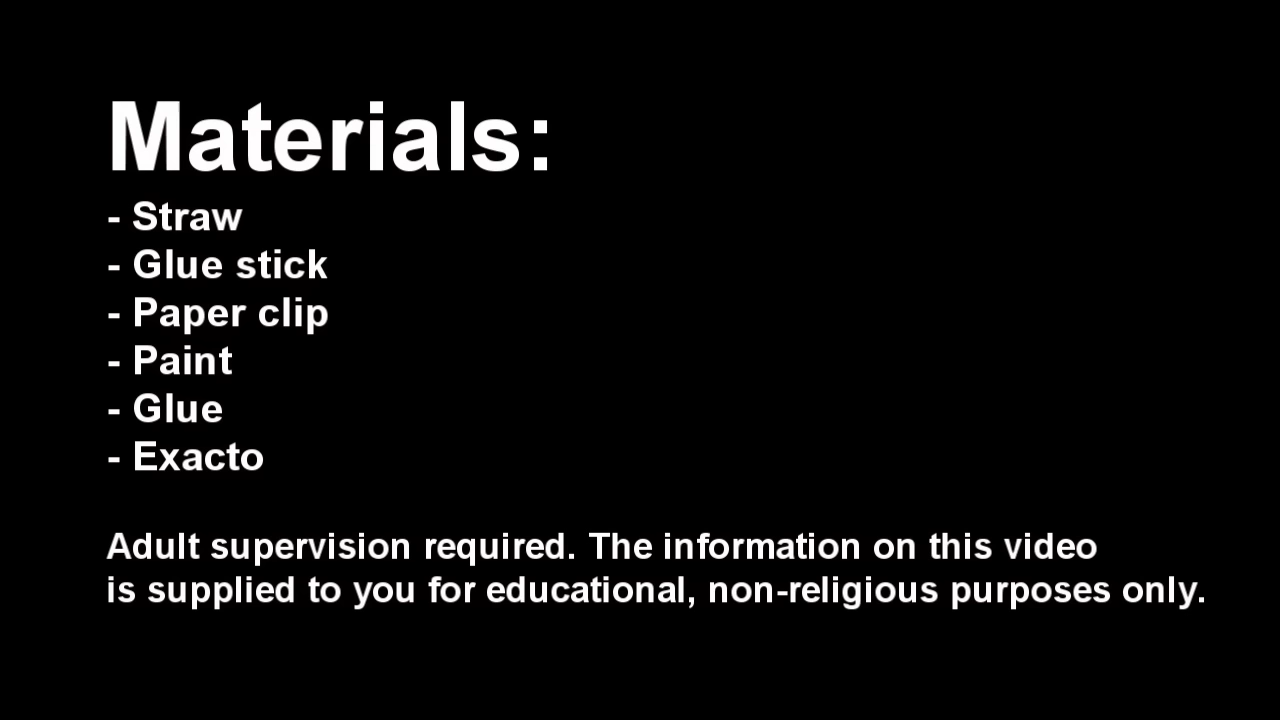 Materials:
- Straw
- Glue stick
- Paper clip
- Paint
- Glue
- Exacto
Adult supervision required. The information on this video
is supplied to you for educational, non-religious purposes only.